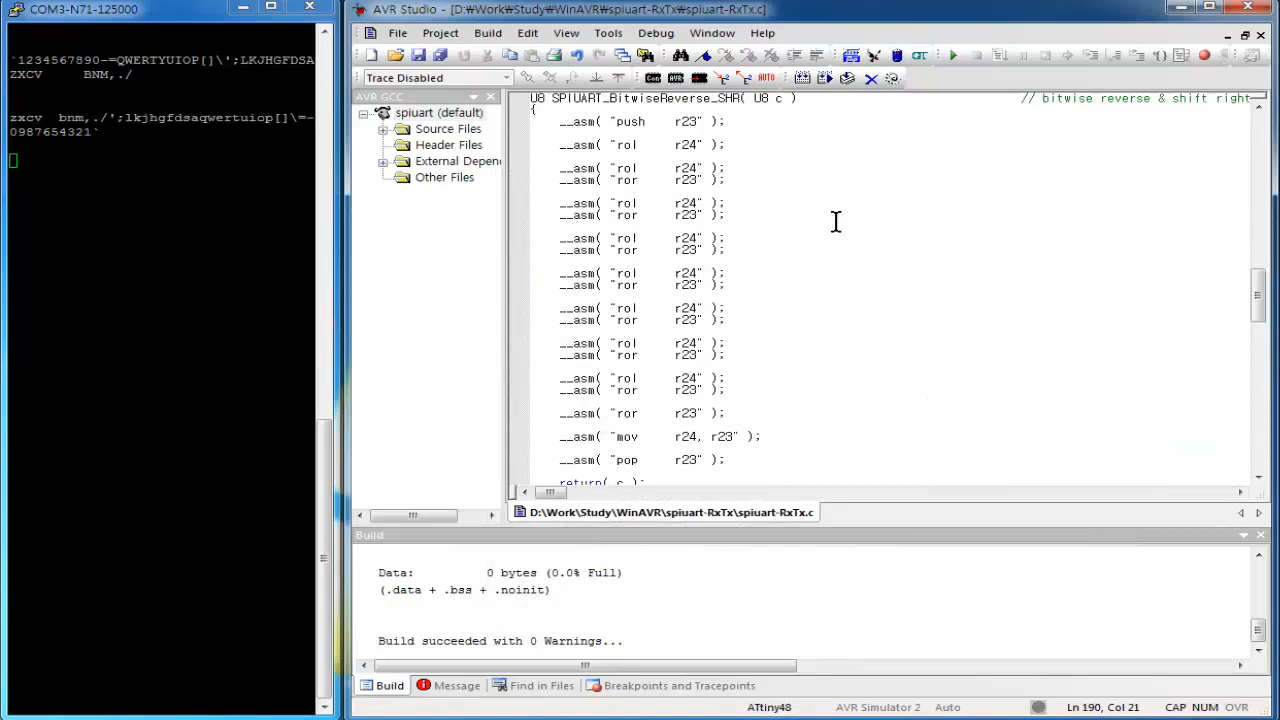 COM3-N71-125000
`1234567890-=QWERTYUIOP[]\';LKJHGFDSA
ZXCV     BNM,./
zxcv  bnm,./';lkjhgfdsaqwertuiop[]\=-
0987654321`
AVR Studio - [D:₩Work₩Study₩WinAVR₩spiuart-RxTx₩spiuart-RxTx.c]
File Project Build Edit View Tools Debug Window Help
Trace Disabled
Con AVR AUTO
AVR GCC
spiuart (default)
Source Files
Header Files
External Depen
Other Files
U8 SPIUART_BitwiseReverse_SHR( U8 c ) // bitwise reverse & shift right
{
__asm( "push r23" );
__asm( "rol r24" );
__asm( "rol r24" );
__asm( "ror r23" );
__asm( "rol r24" );
__asm( "ror r23" );
__asm( "rol r24" );
__asm( "ror r23" );
__asm( "rol r24" );
__asm( "ror r23" );
__asm( "rol r24" );
__asm( "ror r23" );
__asm( "rol r24" );
__asm( "ror r23" );
__asm( "rol r24" );
__asm( "ror r23" );
__asm( "ror r23" );
__asm( "mov r24, r23" );
__asm( "pop r23" );
return( c );
D:\Work\Study\WinAVR\spiuart-RxTx\spiuart-RxTx.c
Build
Data: 0 bytes (0.0% Full)
(.data + .bss + .noinit)
Build succeeded with 0 Warnings...
Build Message Find in Files Breakpoints and Tracepoints
ATtiny48 AVR Simulator 2 Auto Ln 190, Col 21 CAP NUM OVR